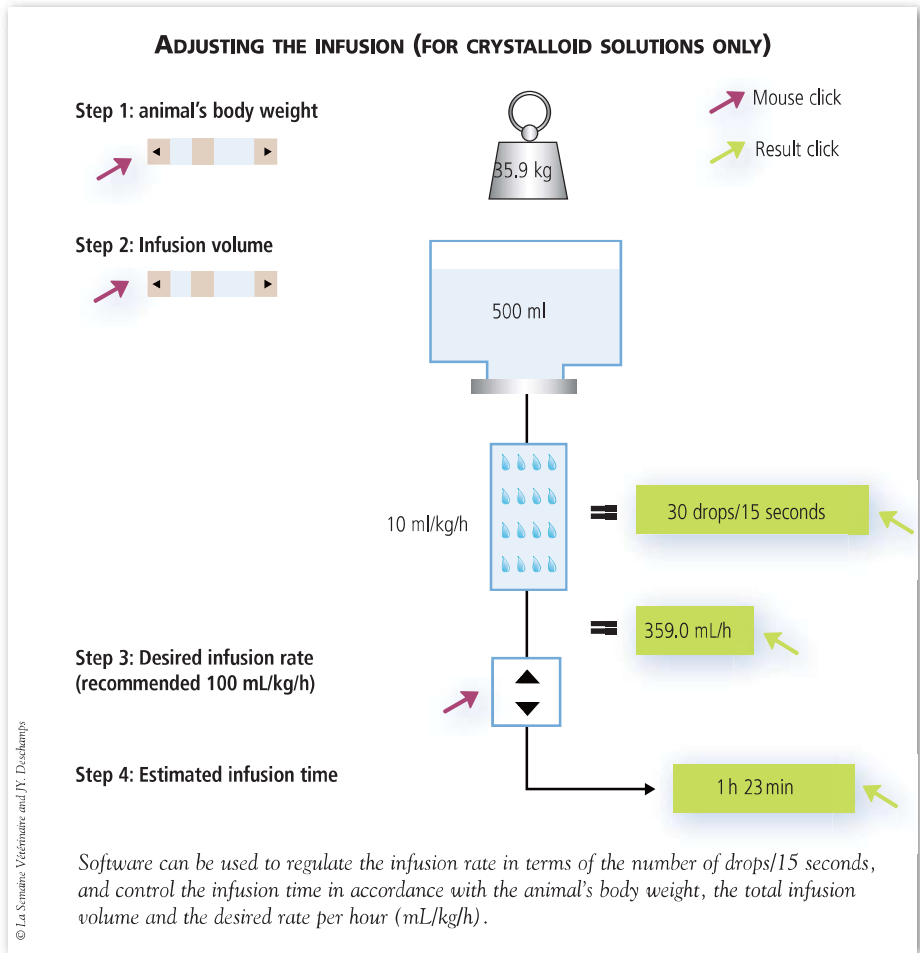 ADJUSTING THE INFUSION (FOR CRYSTALLOID SOLUTIONS ONLY)
Step 1: animal's body weight
35.9 kg
Mouse click
Result click
Step 2: Infusion volume
500 ml
10 ml/kg/h
=
30 drops/15 seconds
=
359.0 mL/h
Step 3: Desired infusion rate
(recommended 100 mL/kg/h)
Step 4: Estimated infusion time
1 h 23 min
Software can be used to regulate the infusion rate in terms of the number of drops/15 seconds,
and control the infusion time in accordance with the animal's body weight, the total infusion
volume and the desired rate per hour (mL/kg/h).
© La Semaine Vétérinaire and JY. Deschamps